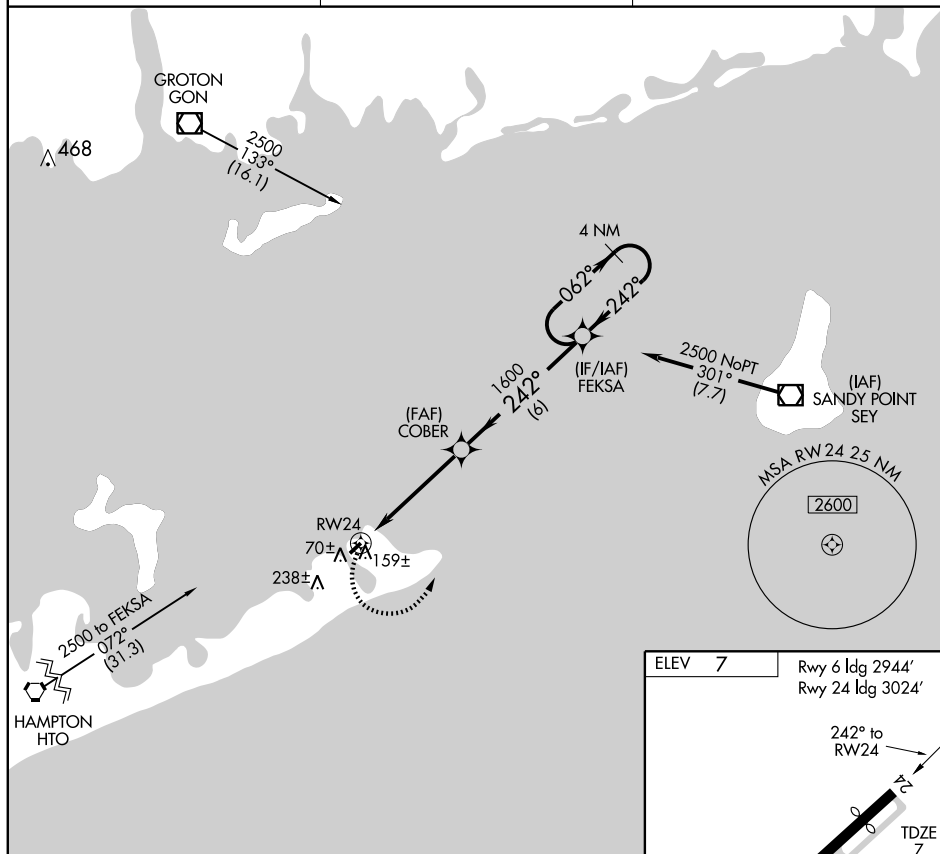 GROTON
GON
468
2500
133°
(16.1)
4 NM
062°
242°
(IF/IAF)
FEKSA
2500 NoPT
301°
(7.7)
(IAF)
SANDY POINT
SEY
1600
242°
(6)
(FAF)
COBER
MSA RW 24 25 NM
2600
RW24
70±
159±
238±
2500 to FEKSA
072°
(31.3)
HAMPTON
HTO
ELEV 7
Rwy 6 ldg 2944'
Rwy 24 ldg 3024'
242° to
RW24
24
TDZE
7